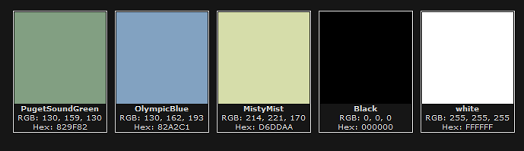 PugetSoundGreen
RGB: 130, 159, 130
Hex: 829F82
OlympicBlue
RGB: 130, 162, 193
Hex: 82A2C1
MistyMist
RGB: 214, 221, 170
Hex: D6DDAA
Black
RGB: 0, 0, 0
Hex: 000000
white
RGB: 255, 255, 255
Hex: FFFFFF